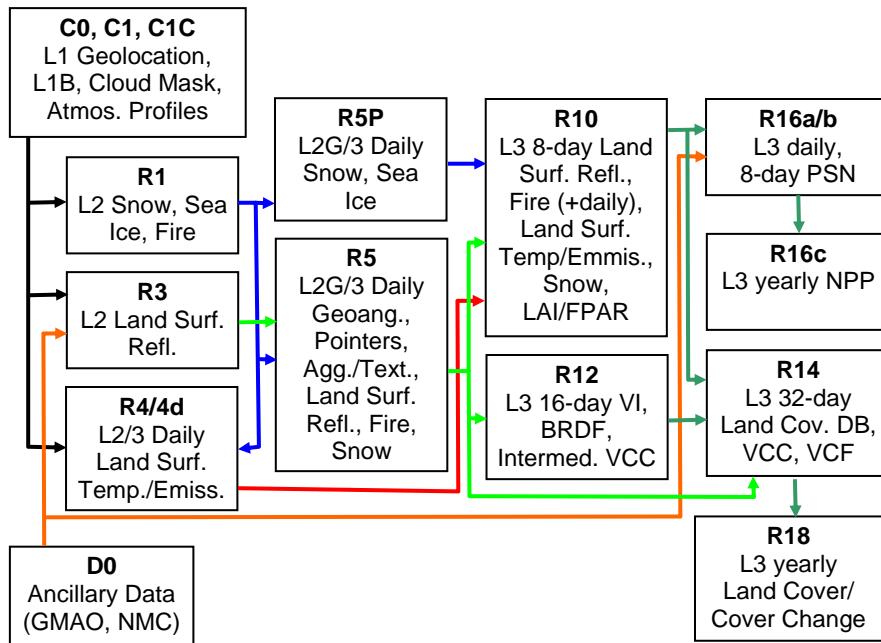 C0, C1, C1C
L1 Geolocation,
L1B, Cloud Mask,
Atmos. Profiles
R1
L2 Snow, Sea
Ice, Fire
R3
L2 Land Surf.
Refl.
R4/4d
L2/3 Daily
Land Surf.
Temp./Emiss.
D0
Ancillary Data
(GMAO, NMC)
R5P
L2G/3 Daily
Snow, Sea
Ice
R5
L2G/3 Daily
Geoang.,
Pointers,
Agg./Text.,
Land Surf.
Refl., Fire,
Snow
R10
L3 8-day Land
Surf. Refl.,
Fire (+daily),
Land Surf.
Temp/Emmis.,
Snow,
LAI/FPAR
R12
L3 16-day VI,
BRDF,
Intermed. VCC
R16a/b
L3 daily,
8-day PSN
R16c
L3 yearly NPP
R14
L3 32-day
Land Cov. DB,
VCC, VCF
R18
L3 yearly
Land Cover/
Cover Change